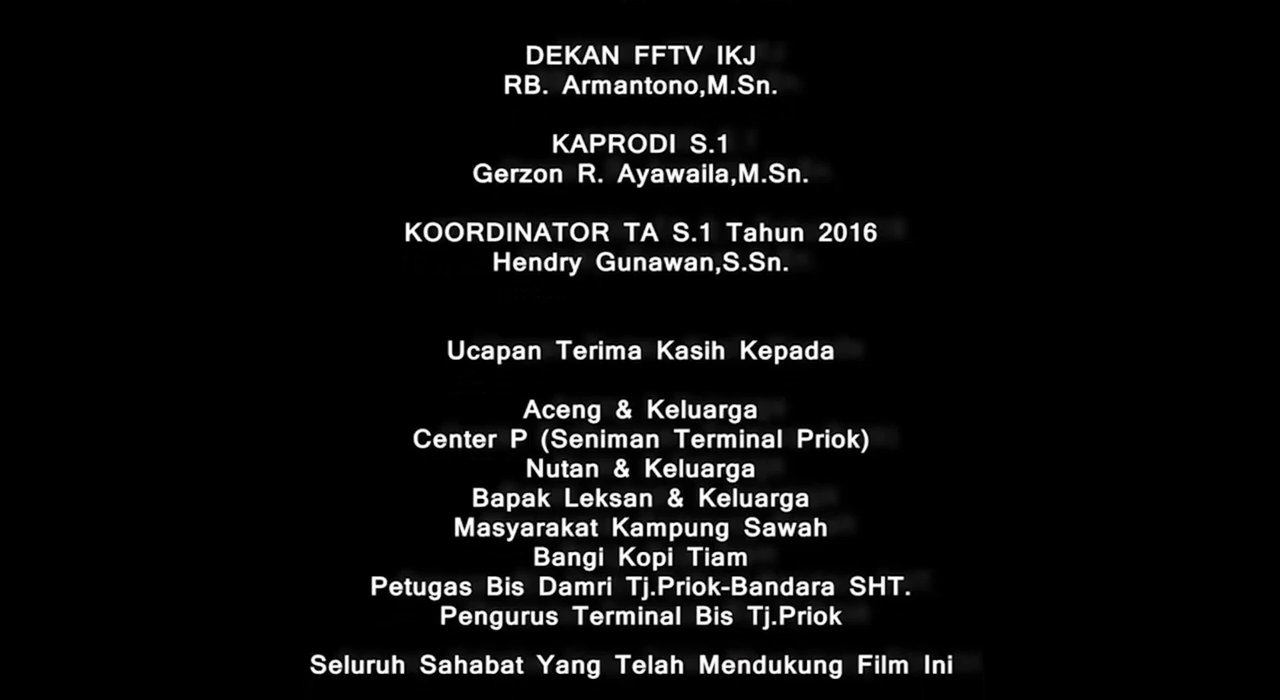 DEKAN FFTV IKJ
RB. Armantono,M.Sn.
KAPRODI S.1
Gerzon R. Ayawaila,M.Sn.
KOORDINATOR TA S.1 Tahun 2016
Hendry Gunawan,S.Sn.
Ucapan Terima Kasih Kepada
Aceng & Keluarga
Center P (Seniman Terminal Priok)
Nutan & Keluarga
Bapak Leksan & Keluarga
Masyarakat Kampung Sawah
Bangi Kopi Tiam
Petugas Bis Damri Tj.Priok-Bandara SHT.
Pengurus Terminal Bis Tj.Priok
Seluruh Sahabat Yang Telah Mendukung Film Ini